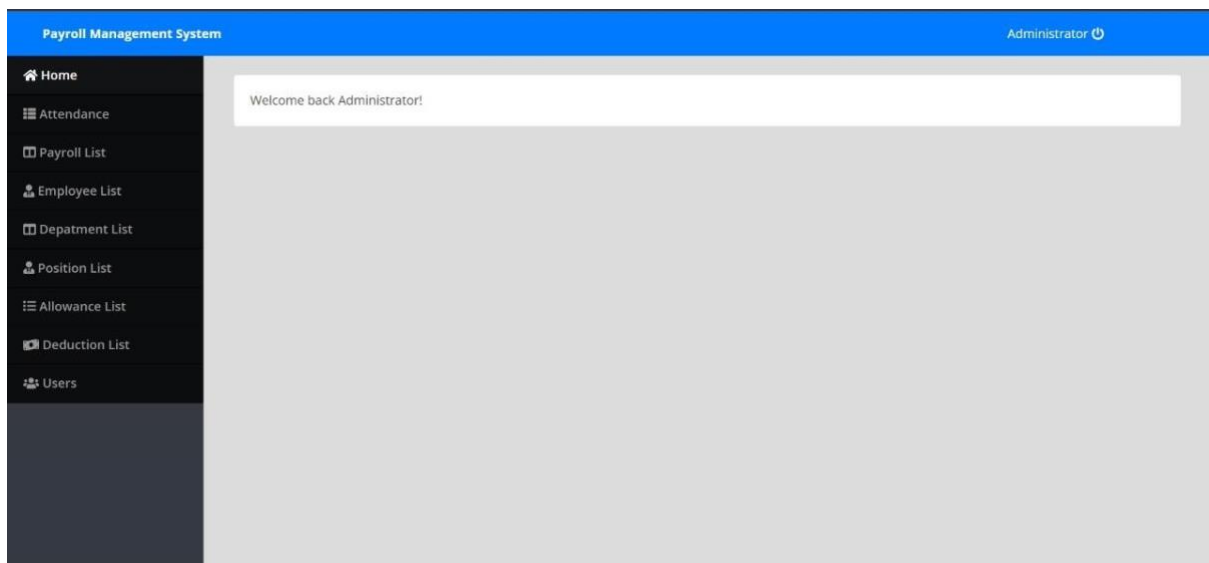 Payroll Management System
Administrator
Home
Welcome back Administrator!
Attendance
Payroll List
Employee List
Depatment List
Position List
Allowance List
Deduction List
Users